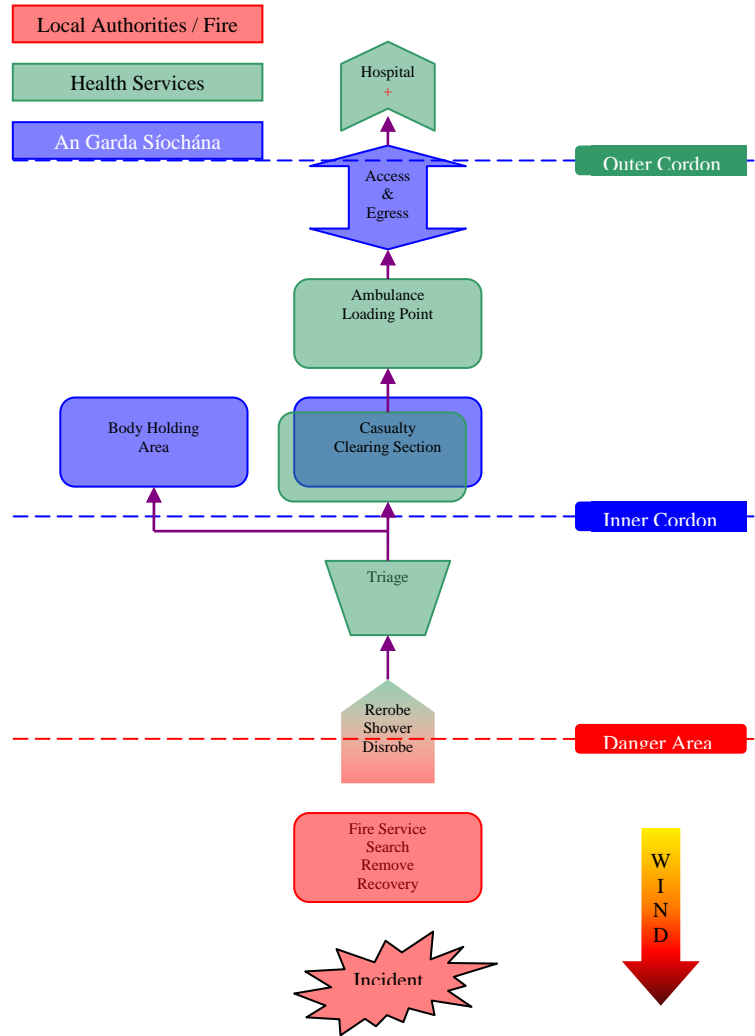 Local Authorities / Fire
Health Services
An Garda Síochána
Hospital
+
Outer Cordon
Access
&
Egress
Ambulance
Loading Point
Body Holding
Area
Casualty
Clearing Section
Inner Cordon
Triage
Rerobe
Shower
Disrobe
Danger Area
Fire Service
Search
Remove
Recovery
W
I
N
D
Incident